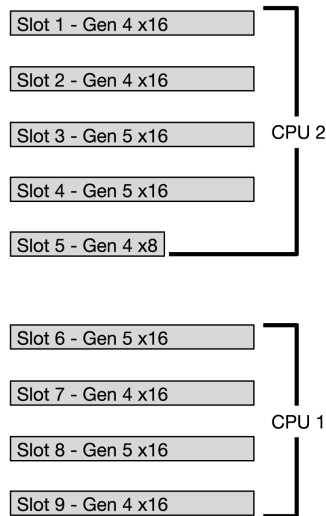 Slot 1 - Gen 4 x16
Slot 2 - Gen 4 x16
Slot 3 - Gen 5 x16
CPU 2
Slot 4 - Gen 5 x16
Slot 5 - Gen 4 x8
Slot 6 - Gen 5 x16
Slot 7 - Gen 4 x16
CPU 1
Slot 8 - Gen 5 x16
Slot 9 - Gen 4 x16